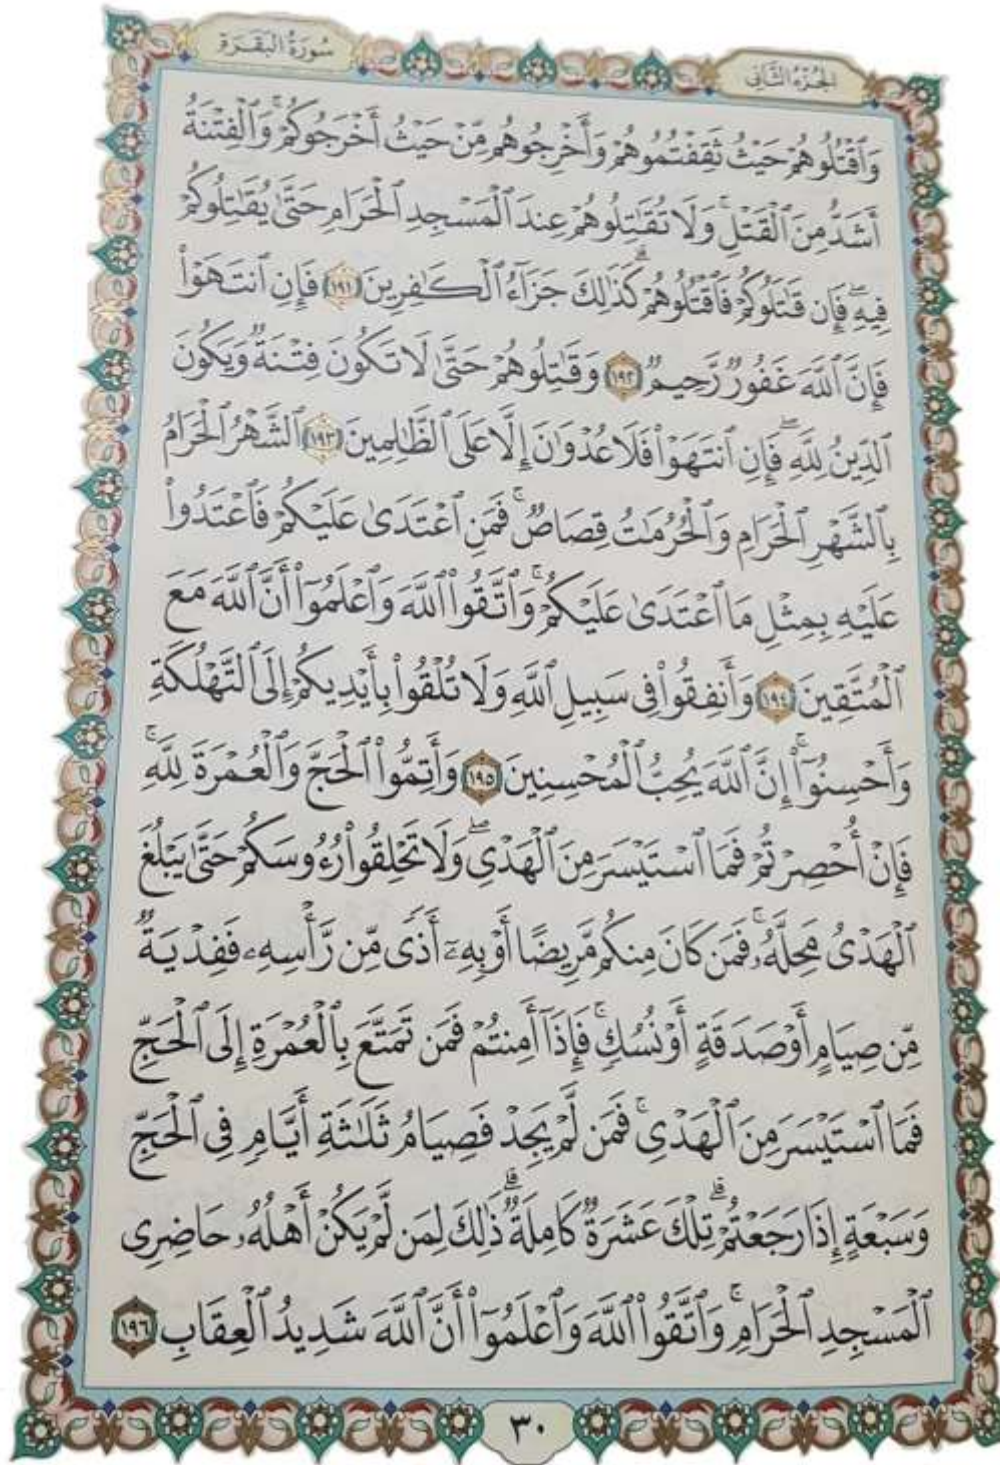 الجُزْءُ الثَّانِي
سُورَةُ البَقَرَةِ
وَٱقْتُلُوهُمْ حَيْثُ ثَقِفْتُمُوهُمْ وَأَخْرِجُوهُم مِّنْ حَيْثُ أَخْرَجُوكُمْۚ وَٱلْفِتْنَةُ
أَشَدُّ مِنَ ٱلْقَتْلِۚ وَلَا تُقَٰتِلُوهُمْ عِندَ ٱلْمَسْجِدِ ٱلْحَرَامِ حَتَّىٰ يُقَٰتِلُوكُمْ
فِيهِۖ فَإِن قَٰتَلُوكُمْ فَٱقْتُلُوهُمْۗ كَذَٰلِكَ جَزَآءُ ٱلْكَٰفِرِينَ ١٩١ فَإِنِ ٱنتَهَوْا۟
فَإِنَّ ٱللَّهَ غَفُورٌ رَّحِيمٌ ١٩٢ وَقَٰتِلُوهُمْ حَتَّىٰ لَا تَكُونَ فِتْنَةٌ وَيَكُونَ
ٱلدِّينُ لِلَّهِۖ فَإِنِ ٱنتَهَوْا۟ فَلَا عُدْوَٰنَ إِلَّا عَلَى ٱلظَّٰلِمِينَ ١٩٣ ٱلشَّهْرُ ٱلْحَرَامُ
بِٱلشَّهْرِ ٱلْحَرَامِ وَٱلْحُرُمَٰتُ قِصَاصٌۚ فَمَنِ ٱعْتَدَىٰ عَلَيْكُمْ فَٱعْتَدُوا۟
عَلَيْهِ بِمِثْلِ مَا ٱعْتَدَىٰ عَلَيْكُمْۚ وَٱتَّقُوا۟ ٱللَّهَ وَٱعْلَمُوٓا۟ أَنَّ ٱللَّهَ مَعَ
ٱلْمُتَّقِينَ ١٩٤ وَأَنفِقُوا۟ فِى سَبِيلِ ٱللَّهِ وَلَا تُلْقُوا۟ بِأَيْدِيكُمْ إِلَى ٱلتَّهْلُكَةِ
وَأَحْسِنُوٓا۟ۚ إِنَّ ٱللَّهَ يُحِبُّ ٱلْمُحْسِنِينَ ١٩٥ وَأَتِمُّوا۟ ٱلْحَجَّ وَٱلْعُمْرَةَ لِلَّهِۚ
فَإِنْ أُحْصِرْتُمْ فَمَا ٱسْتَيْسَرَ مِنَ ٱلْهَدْىِۖ وَلَا تَحْلِقُوا۟ رُءُوسَكُمْ حَتَّىٰ يَبْلُغَ
ٱلْهَدْىُ مَحِلَّهُۥۚ فَمَن كَانَ مِنكُم مَّرِيضًا أَوْ بِهِۦٓ أَذًى مِّن رَّأْسِهِۦ فَفِدْيَةٌ
مِّن صِيَامٍ أَوْ صَدَقَةٍ أَوْ نُسُكٍۚ فَإِذَآ أَمِنتُمْ فَمَن تَمَتَّعَ بِٱلْعُمْرَةِ إِلَى ٱلْحَجِّ
فَمَا ٱسْتَيْسَرَ مِنَ ٱلْهَدْىِۚ فَمَن لَّمْ يَجِدْ فَصِيَامُ ثَلَٰثَةِ أَيَّامٍ فِى ٱلْحَجِّ
وَسَبْعَةٍ إِذَا رَجَعْتُمْۗ تِلْكَ عَشَرَةٌ كَامِلَةٌۗ ذَٰلِكَ لِمَن لَّمْ يَكُنْ أَهْلُهُۥ حَاضِرِى
ٱلْمَسْجِدِ ٱلْحَرَامِۚ وَٱتَّقُوا۟ ٱللَّهَ وَٱعْلَمُوٓا۟ أَنَّ ٱللَّهَ شَدِيدُ ٱلْعِقَابِ ١٩٦
٣٠